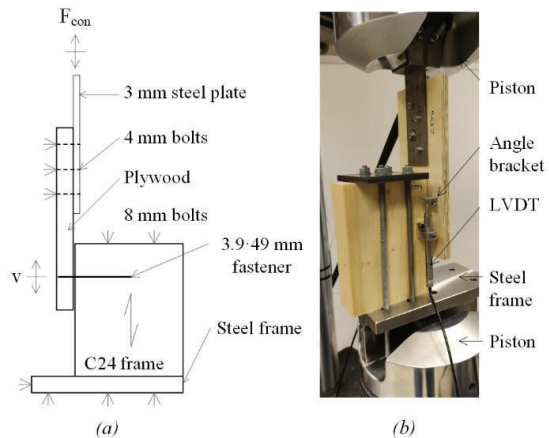 F_con
3 mm steel plate
4 mm bolts
Plywood
8 mm bolts
v
3.9·49 mm
fastener
Steel frame
C24 frame
(a)
Piston
Angle
bracket
LVDT
Steel
frame
Piston
(b)